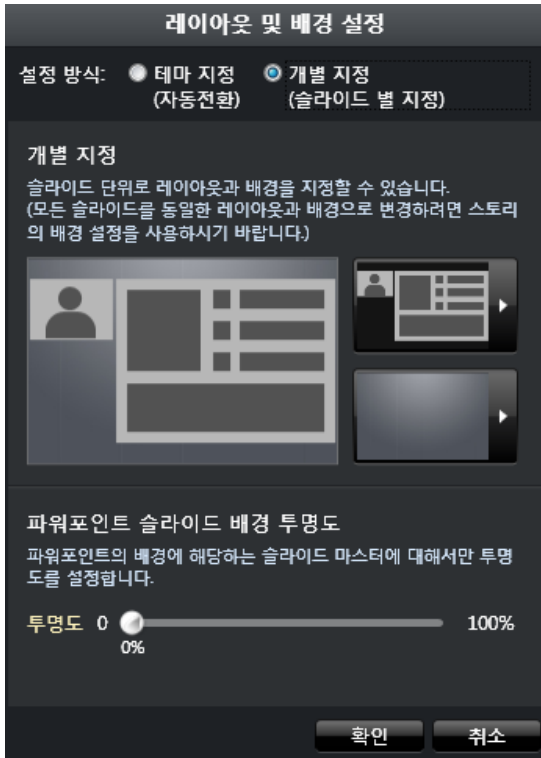 레이아웃 및 배경 설정
설정 방식: 테마 지정 개별 지정
(자동전환) (슬라이드 별 지정)
개별 지정
슬라이드 단위로 레이아웃과 배경을 지정할 수 있습니다.
(모든 슬라이드를 동일한 레이아웃과 배경으로 변경하려면 스토리
의 배경 설정을 사용하시기 바랍니다.)
파워포인트 슬라이드 배경 투명도
파워포인트의 배경에 해당하는 슬라이드 마스터에 대해서만 투명
도를 설정합니다.
투명도 0 100%
0%
확인 취소